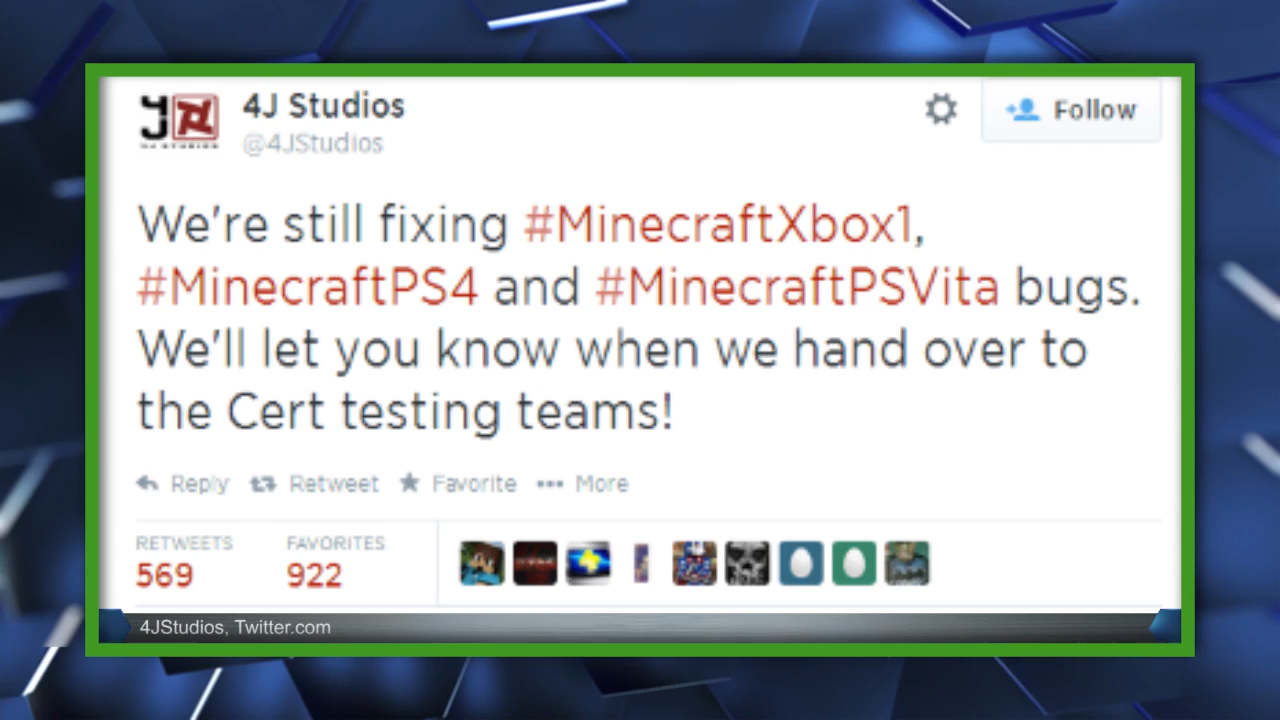 4J Studios
@4JStudios
Follow
We're still fixing #MinecraftXbox1,
#MinecraftPS4 and #MinecraftPSVita bugs.
We'll let you know when we hand over to
the Cert testing teams!
Reply Retweet Favorite More
RETWEETS FAVORITES
569 922
4JStudios, Twitter.com